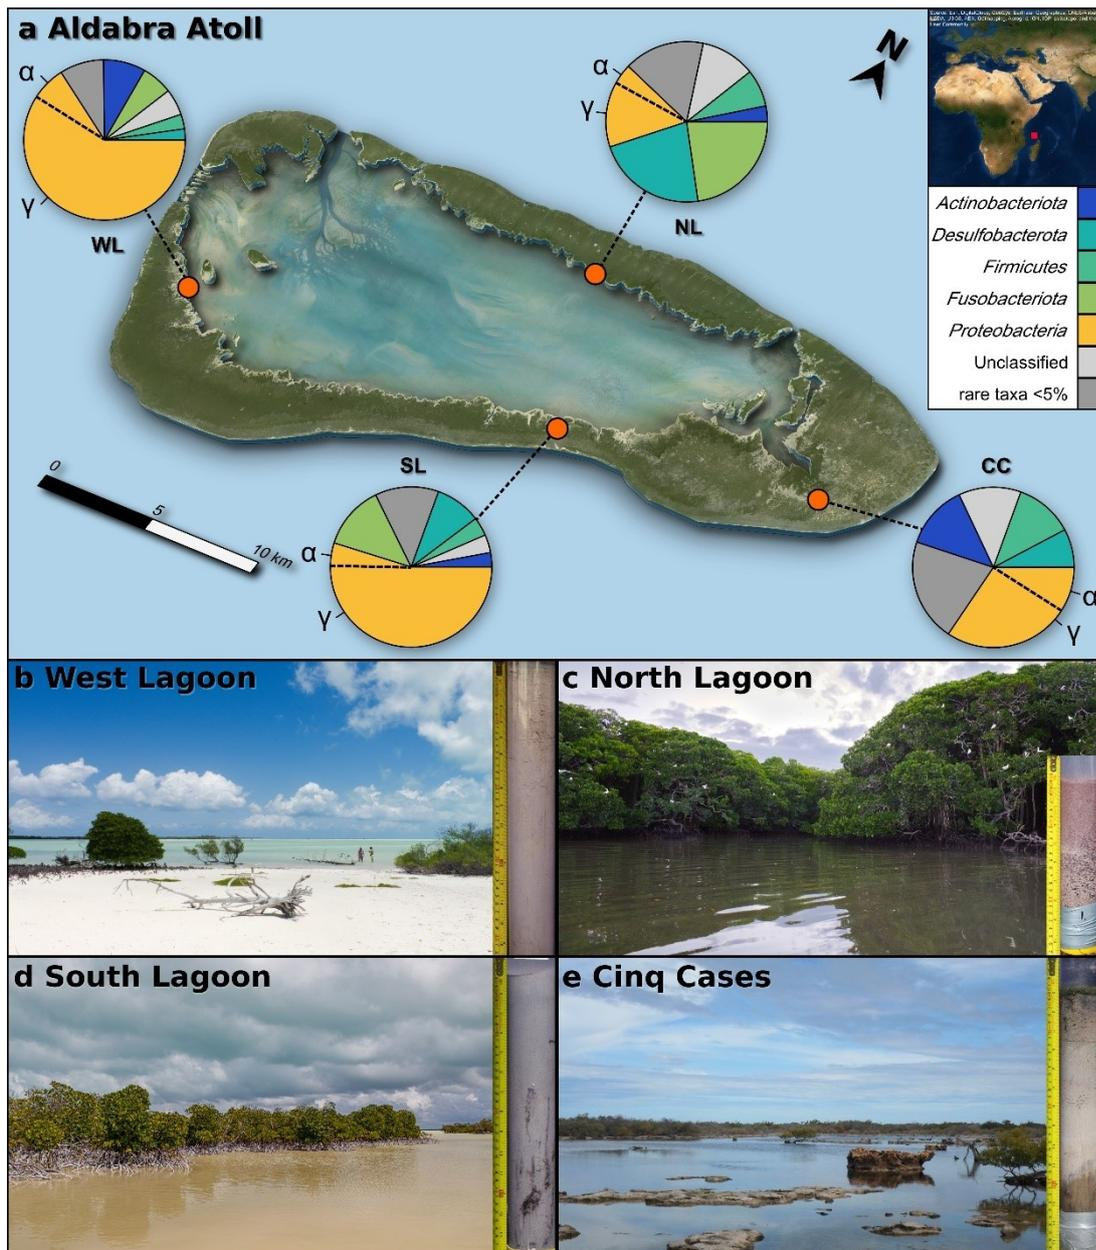 a Aldabra Atoll
N
α
γ
WL
α
γ
NL
Actinobacteriota
Desulfobacterota
Firmicutes
Fusobacteriota
Proteobacteria
Unclassified
rare taxa <5%
0
5
10 km
SL
α
γ
CC
α
γ
b West Lagoon
c North Lagoon
d South Lagoon
e Cinq Cases